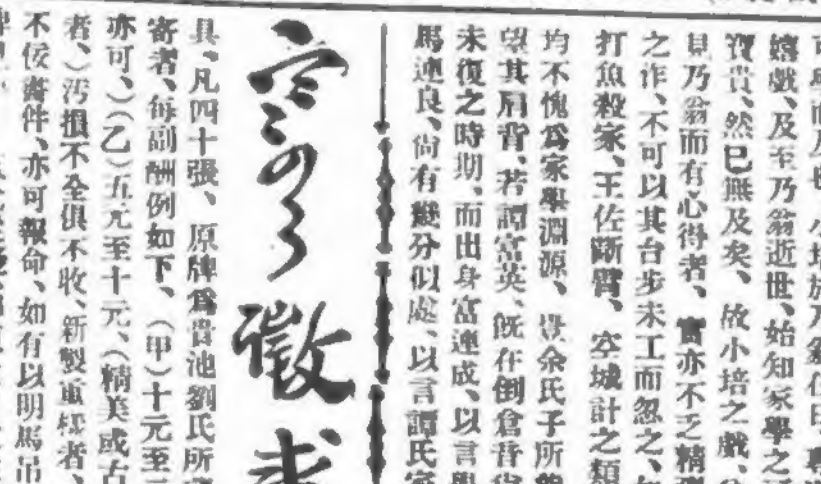 嬉戲、及至乃翁逝世、始知家學之
寶貴、然已無及矣、故小培之戲、
見乃翁而有心得者、實亦不乏精
之作、不可以其台步未工而忽之、
打魚殺家、王佐斷臂、空城計之類
均不愧爲家學淵源、余氏子所
望其肩背、若譚富英、旣在倒倉音
未復之時期、而出身富連成、以言
馬連良、尙有幾分似處、以言譚氏
徵求
具、凡四十張、原牌爲貴池劉氏所
寄者、每副酬例如下、（甲）十元至
亦可、）（乙）五元至十元、（精美或古
者、）汚損不全俱不收、新製重樣者、
不佞齋件、亦可報命、如有以明馬吊